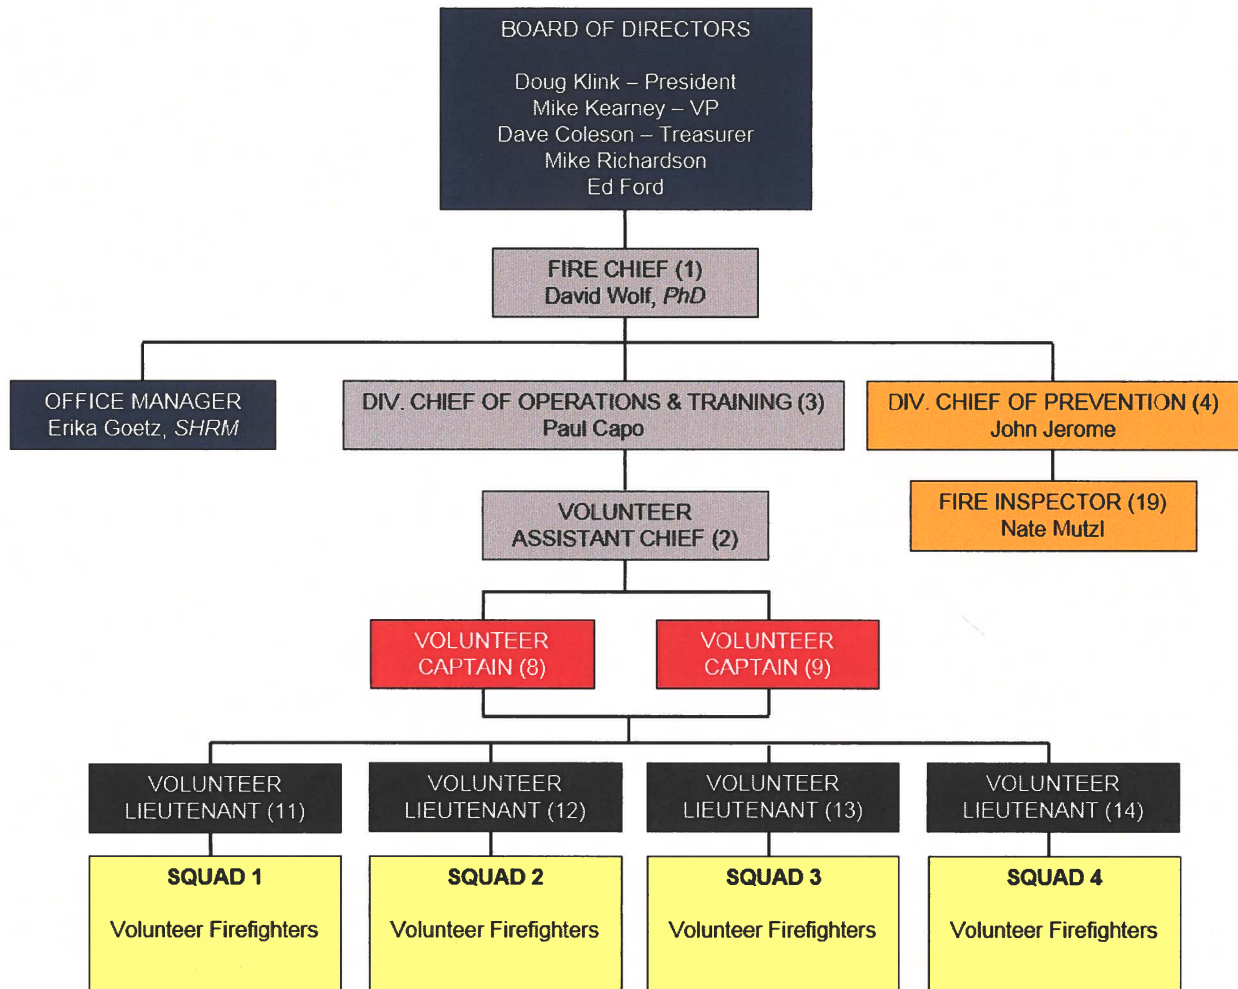 BOARD OF DIRECTORS
Doug Klink – President
Mike Kearney – VP
Dave Coleson – Treasurer
Mike Richardson
Ed Ford
FIRE CHIEF (1)
David Wolf, PhD
OFFICE MANAGER
Erika Goetz, SHRM
DIV. CHIEF OF OPERATIONS & TRAINING (3)
Paul Capo
DIV. CHIEF OF PREVENTION (4)
John Jerome
VOLUNTEER
ASSISTANT CHIEF (2)
FIRE INSPECTOR (19)
Nate Mutzl
VOLUNTEER
CAPTAIN (8)
VOLUNTEER
CAPTAIN (9)
VOLUNTEER
LIEUTENANT (11)
VOLUNTEER
LIEUTENANT (12)
VOLUNTEER
LIEUTENANT (13)
VOLUNTEER
LIEUTENANT (14)
SQUAD 1
Volunteer Firefighters
SQUAD 2
Volunteer Firefighters
SQUAD 3
Volunteer Firefighters
SQUAD 4
Volunteer Firefighters